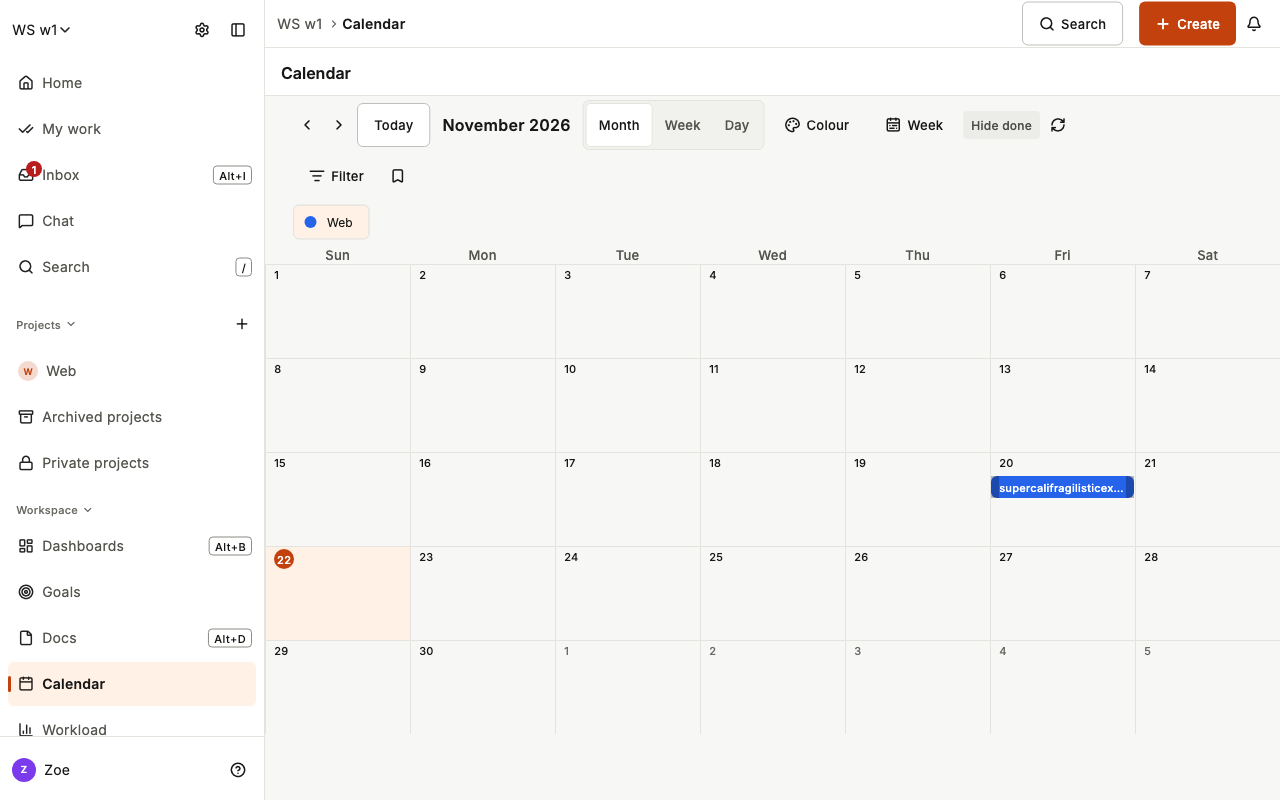 WS w1
Home
My work
1
Inbox
Alt+I
Chat
Search
/
Projects
W
Web
Archived projects
Private projects
Workspace
Dashboards
Alt+B
Goals
Docs
Alt+D
Calendar
Workload
Z
Zoe
WS w1 > Calendar
Search
Create
Calendar
Today
November 2026
Month
Week
Day
Colour
Week
Hide done
Filter
Web
Sun Mon Tue Wed Thu Fri Sat
1 2 3 4 5 6 7
8 9 10 11 12 13 14
15 16 17 18 19 20 21
supercalifragilisticex...
22 23 24 25 26 27 28
29 30 1 2 3 4 5